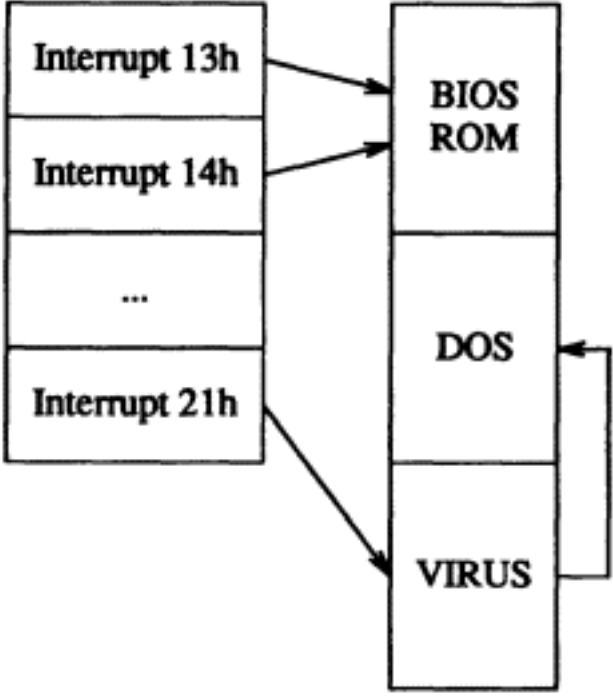 Interrupt 13h
Interrupt 14h
...
Interrupt 21h
BIOS
ROM
DOS
VIRUS